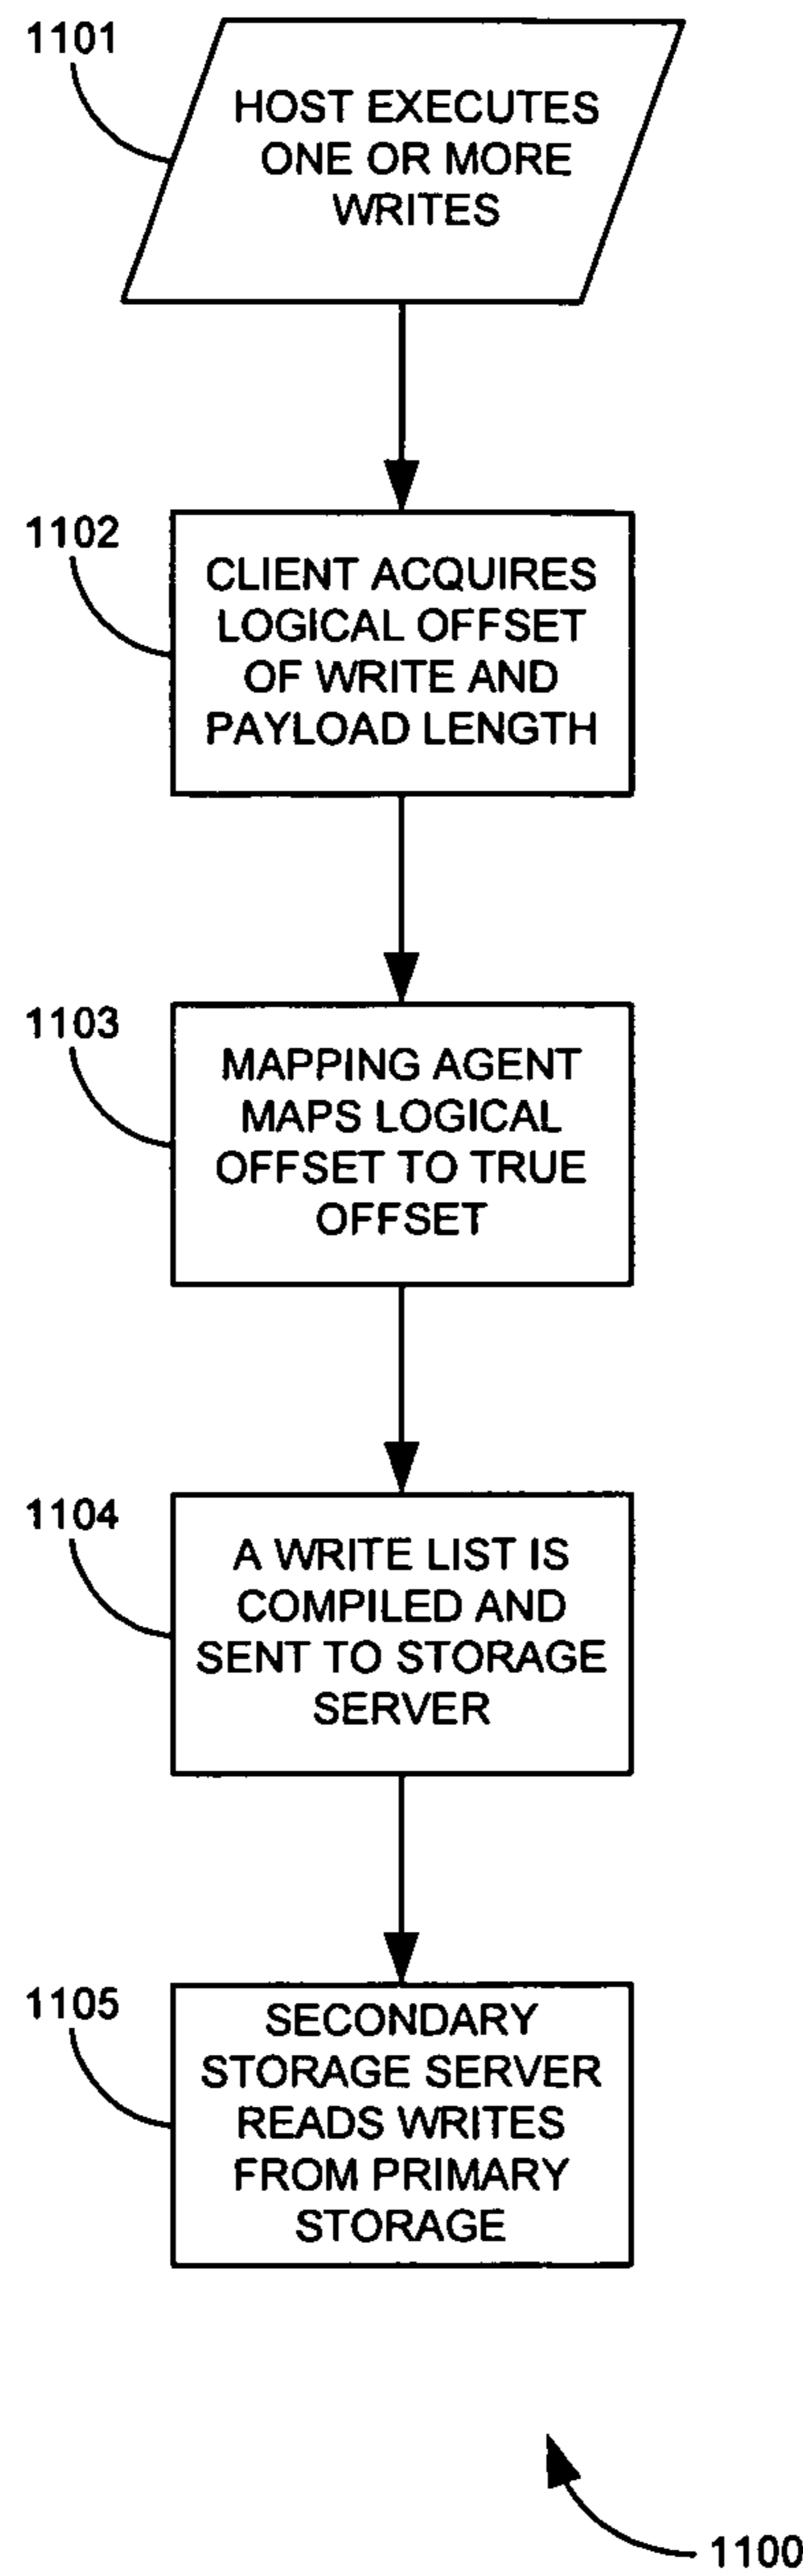 1101
HOST EXECUTES
ONE OR MORE
WRITES
1102
CLIENT ACQUIRES
LOGICAL OFFSET
OF WRITE AND
PAYLOAD LENGTH
1103
MAPPING AGENT
MAPS LOGICAL
OFFSET TO TRUE
OFFSET
1104
A WRITE LIST IS
COMPILED AND
SENT TO STORAGE
SERVER
1105
SECONDARY
STORAGE SERVER
READS WRITES
FROM PRIMARY
STORAGE
1100